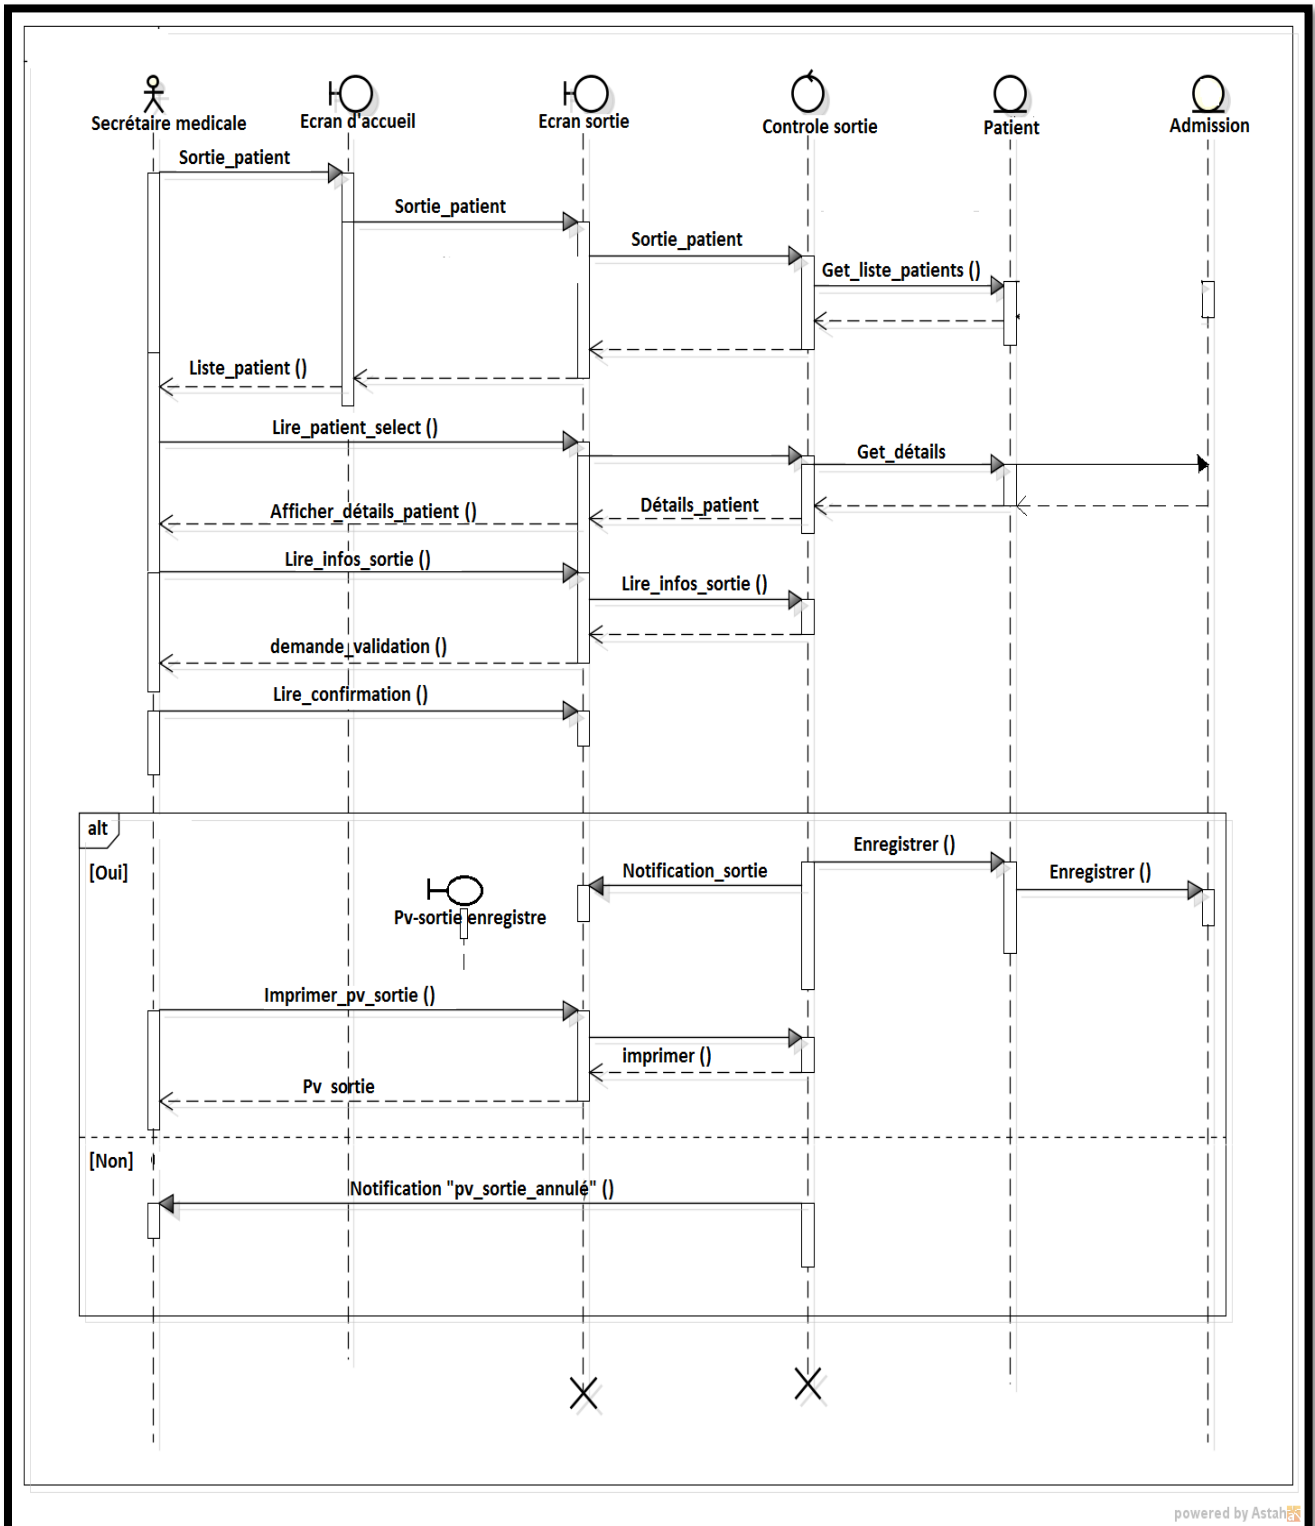 Secrétaire medicale
Ecran d'accueil
Ecran sortie
Controle sortie
Patient
Admission
Sortie_patient
Sortie_patient
Sortie_patient
Get_liste_patients ()
Liste_patient ()
Lire_patient_select ()
Get_détails
Détails_patient
Afficher_détails_patient ()
Lire_infos_sortie ()
Lire_infos_sortie ()
demande_validation ()
Lire_confirmation ()
alt
[Oui]
Enregistrer ()
Notification_sortie
Enregistrer ()
Pv-sortie enregistre
Imprimer_pv_sortie ()
imprimer ()
Pv sortie
[Non]
Notification "pv_sortie_annulé" ()
powered by Astah